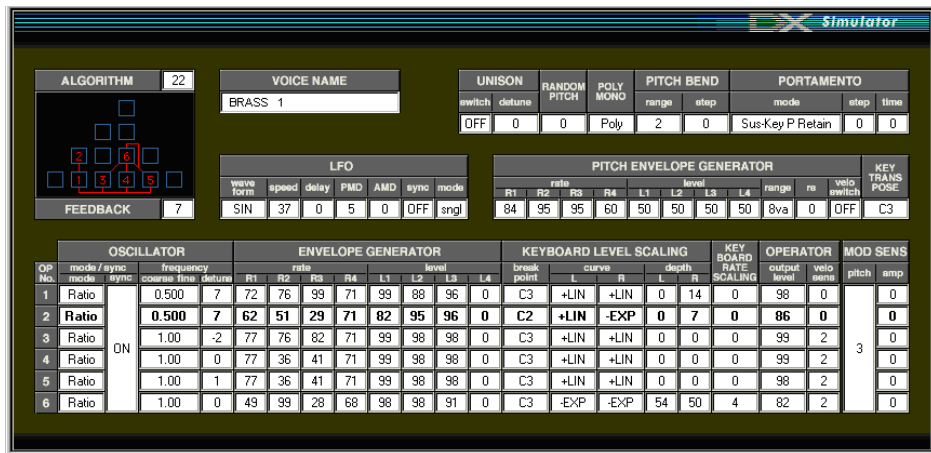 DX Simulator
ALGORITHM 22
VOICE NAME
BRASS 1
UNISON RANDOM PITCH POLY MONO PITCH BEND PORTAMENTO
switch detune range step mode step time
OFF 0 0 Poly 2 0 Sus-Key P Retain 0 0
2 6
1 3 4 5
FEEDBACK 7
LFO
wave form speed delay PMD AMD sync mode
SIN 37 0 5 0 OFF sngl
PITCH ENVELOPE GENERATOR KEY TRANS POSE
rate level range rs velo switch
R1 R2 R3 R4 L1 L2 L3 L4
84 95 95 60 50 50 50 50 8va 0 OFF C3
OSCILLATOR ENVELOPE GENERATOR KEYBOARD LEVEL SCALING KEY BOARD RATE SCALING OPERATOR MOD SENS
OP No. mode / sync frequency rate level break point curve depth output level velo sens pitch amp
mode sync coarse fine detune R1 R2 R3 R4 L1 L2 L3 L4 L R L R
1 Ratio 0.500 7 72 76 99 71 99 88 96 0 C3 +LIN +LIN 0 14 0 98 0 0
2 Ratio 0.500 7 62 51 29 71 82 95 96 0 C2 +LIN -EXP 0 7 0 86 0 0
3 Ratio 1.00 -2 77 76 82 71 99 98 98 0 C3 +LIN +LIN 0 0 0 99 2 0
ON 3
4 Ratio 1.00 0 77 36 41 71 99 98 98 0 C3 +LIN +LIN 0 0 0 99 2 0
5 Ratio 1.00 1 77 36 41 71 99 98 98 0 C3 +LIN +LIN 0 0 0 98 2 0
6 Ratio 1.00 0 49 99 28 68 98 98 91 0 C3 -EXP -EXP 54 50 4 82 2 0